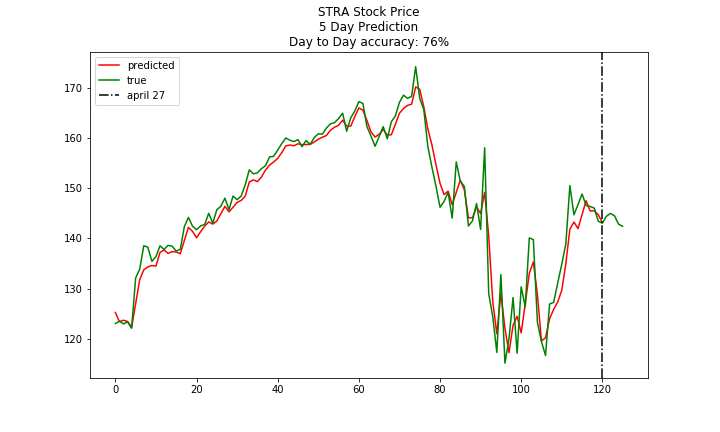 STRA Stock Price
5 Day Prediction
Day to Day accuracy: 76%
predicted
true
april 27
170
160
150
140
130
120
0 20 40 60 80 100 120